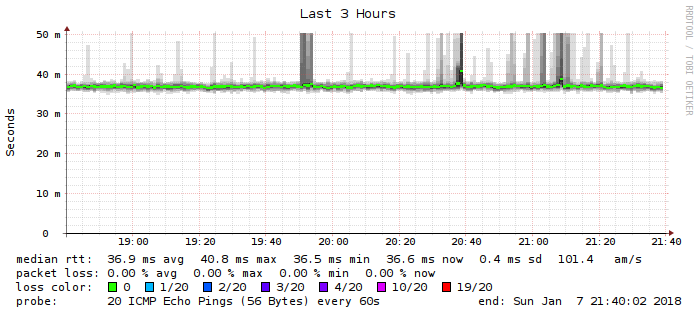 Last 3 Hours
RRDTOOL / TOBI OETIKER
Seconds
50 m
40 m
30 m
20 m
10 m
0
19:00 19:20 19:40 20:00 20:20 20:40 21:00 21:20 21:40
median rtt: 36.9 ms avg 40.8 ms max 36.5 ms min 36.6 ms now 0.4 ms sd 101.4 am/s
packet loss: 0.00 % avg 0.00 % max 0.00 % min 0.00 % now
loss color: 0 1/20 2/20 3/20 4/20 10/20 19/20
probe: 20 ICMP Echo Pings (56 Bytes) every 60s end: Sun Jan 7 21:40:02 2018